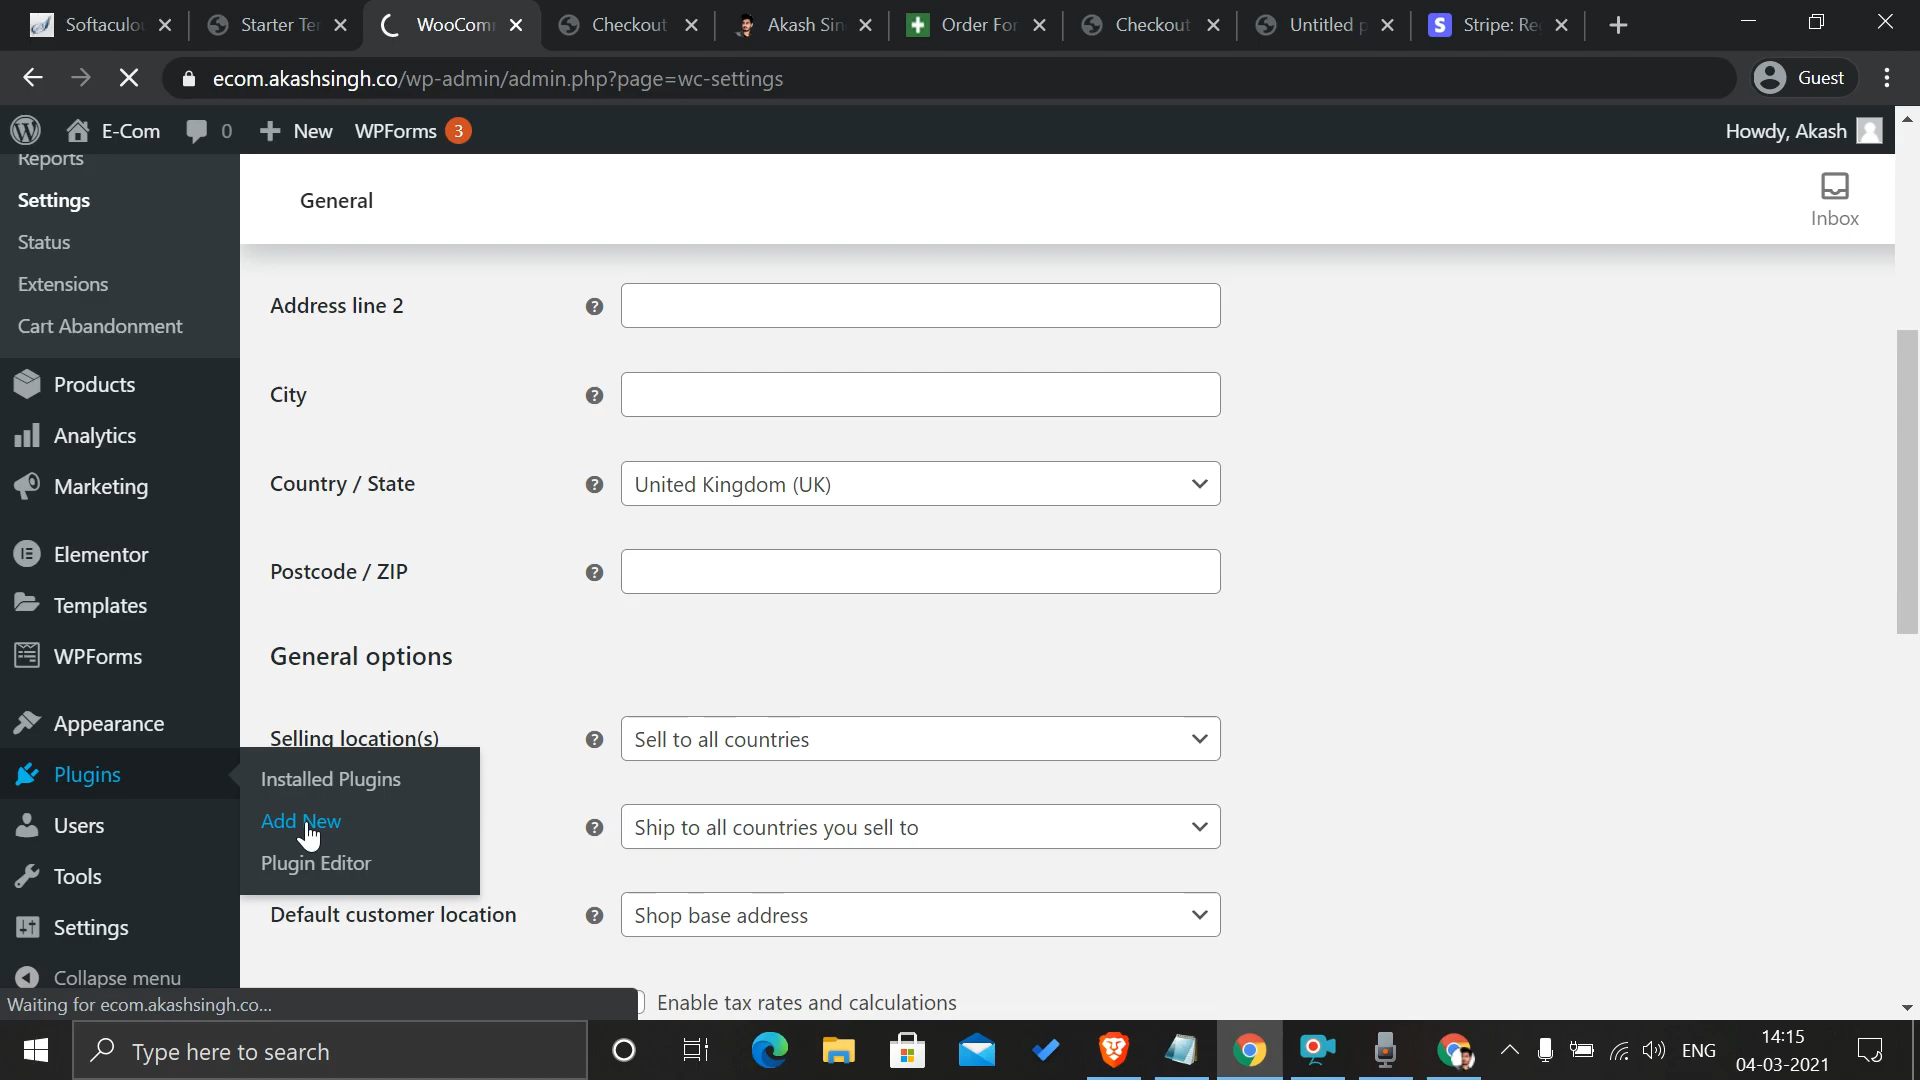 Softaculo
Starter Te
WooCom
Checkout
Akash Sin
Order For
Checkout
Untitled p
Stripe: Re
ecom.akashsingh.co/wp-admin/admin.php?page=wc-settings
Guest
E-Com
0
New
WPForms
3
Howdy, Akash
Reports
Settings
Status
Extensions
Cart Abandonment
Products
Analytics
Marketing
Elementor
Templates
WPForms
Appearance
Plugins
Users
Tools
Settings
Collapse menu
Installed Plugins
Add New
Plugin Editor
General
Inbox
Address line 2
City
Country / State
United Kingdom (UK)
Postcode / ZIP
General options
Selling location(s)
Sell to all countries
Ship to all countries you sell to
Default customer location
Shop base address
Enable tax rates and calculations
Waiting for ecom.akashsingh.co...
Type here to search
ENG
14:15
04-03-2021